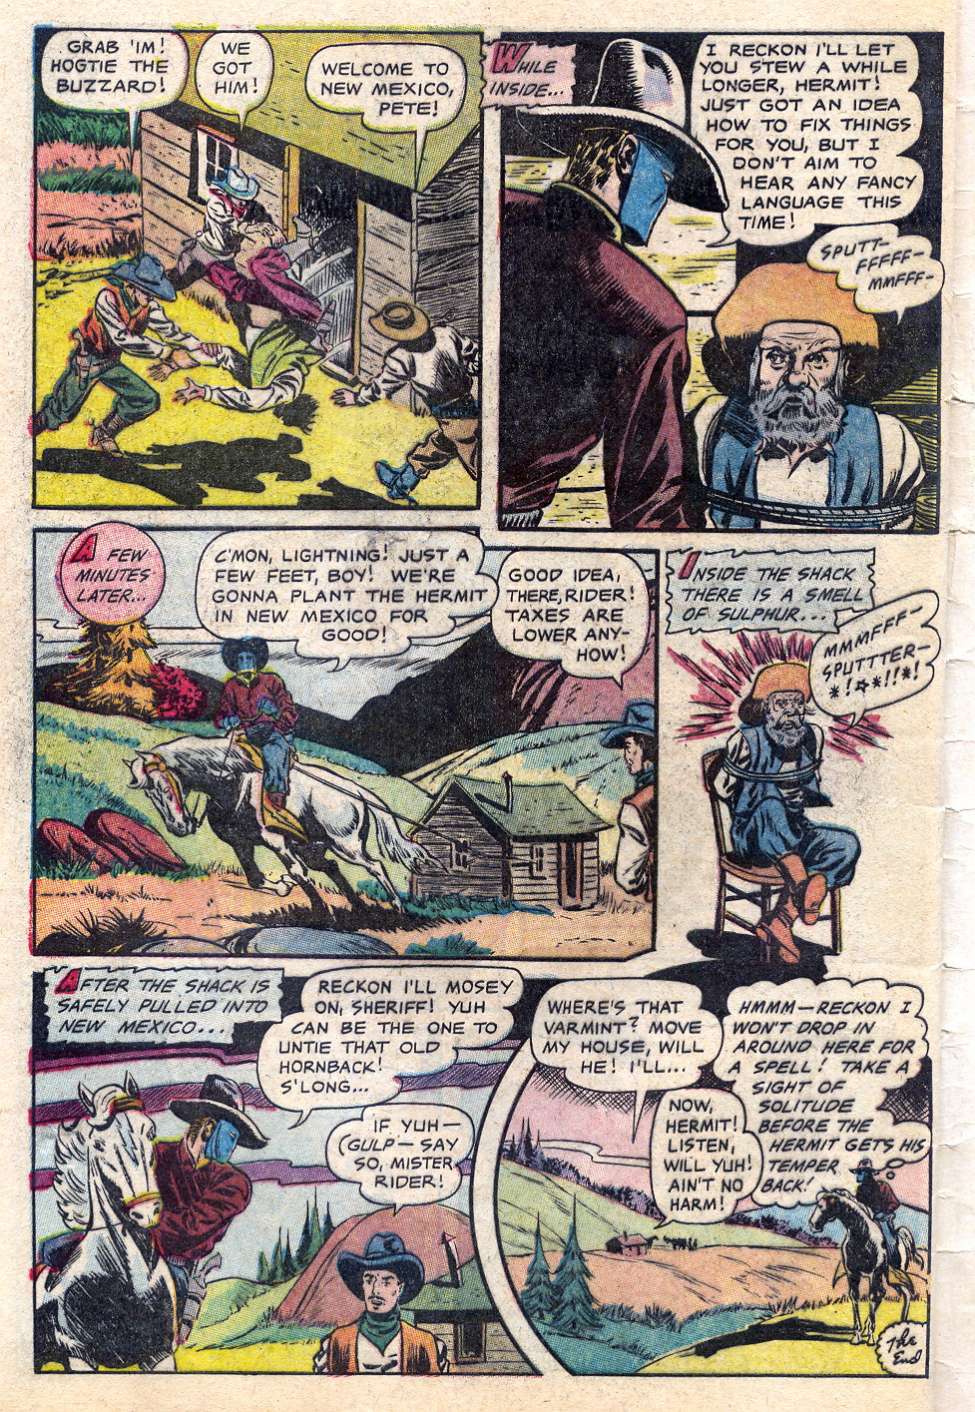 GRAB 'IM!
HOGTIE THE
BUZZARD!
WE
GOT
HIM!
WELCOME TO
NEW MEXICO,
PETE!
WHILE
INSIDE...
I RECKON I'LL LET
YOU STEW A WHILE
LONGER, HERMIT!
JUST GOT AN IDEA
HOW TO FIX THINGS
FOR YOU, BUT I
DON'T AIM TO
HEAR ANY FANCY
LANGUAGE THIS
TIME!
SPUTT-
FFFFF-
MMFFF-
A FEW
MINUTES
LATER...
C'MON, LIGHTNING! JUST A
FEW FEET, BOY! WE'RE
GONNA PLANT THE HERMIT
IN NEW MEXICO FOR
GOOD!
GOOD IDEA,
THERE, RIDER!
TAXES ARE
LOWER ANY-
HOW!
INSIDE THE SHACK
THERE IS A SMELL
OF SULPHUR...
MMMFFF-
SPUTTTER-
*!☆*!!*!
AFTER THE SHACK IS
SAFELY PULLED INTO
NEW MEXICO...
RECKON I'LL MOSEY
ON, SHERIFF! YUH
CAN BE THE ONE TO
UNTIE THAT OLD
HORNBACK!
S'LONG...
IF YUH-
(GULP-SAY
SO, MISTER
RIDER!
WHERE'S THAT
VARMINT? MOVE
MY HOUSE, WILL
HE! I'LL...
NOW,
HERMIT!
LISTEN,
WILL YUH!
AIN'T NO
HARM!
HMMM-RECKON I
WON'T DROP IN
AROUND HERE FOR
A SPELL! TAKE A
SIGHT OF
SOLITUDE
BEFORE THE
HERMIT GETS HIS
TEMPER
BACK!
The
End